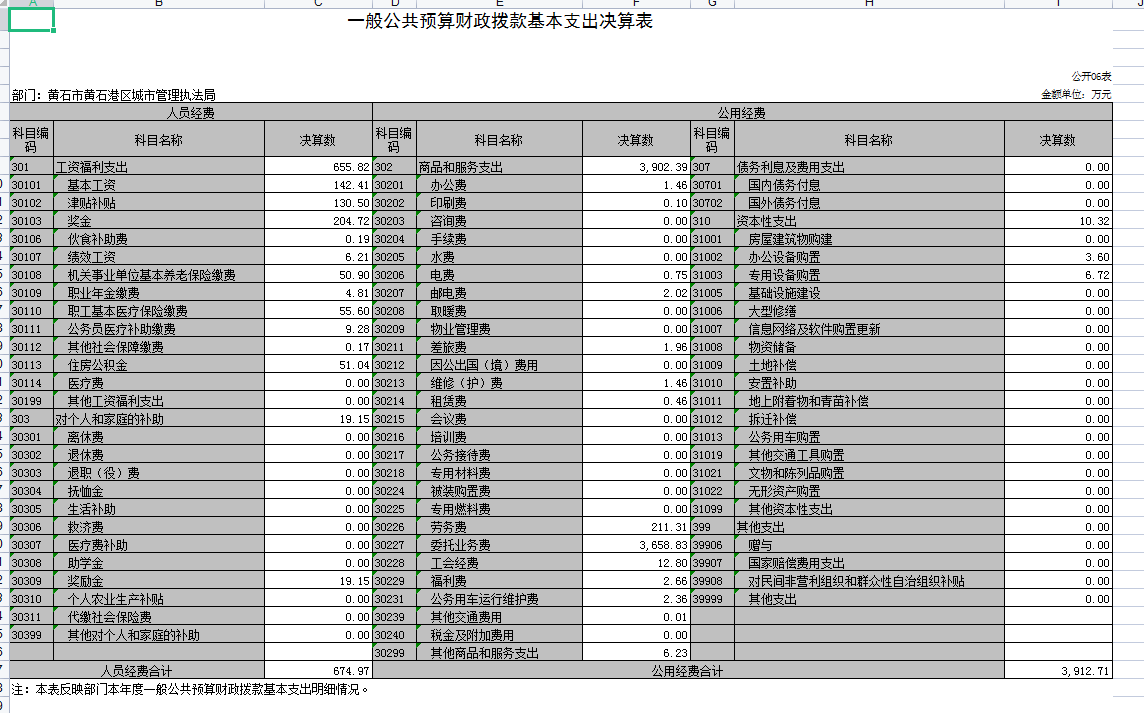 A B C D E F G H I J
一般公共预算财政拨款基本支出决算表
公开06表
部门：黄石市黄石港区城市管理执法局 金额单位：万元
人员经费 公用经费
科目编码 科目名称 决算数 科目编码 科目名称 决算数 科目编码 科目名称 决算数
301 工资福利支出 655.82 302 商品和服务支出 3,902.39 307 债务利息及费用支出 0.00
30101 基本工资 142.41 30201 办公费 1.46 30701 国内债务付息 0.00
30102 津贴补贴 130.50 30202 印刷费 0.10 30702 国外债务付息 0.00
30103 奖金 204.72 30203 咨询费 0.00 310 资本性支出 10.32
30106 伙食补助费 0.19 30204 手续费 0.00 31001 房屋建筑物购建 0.00
30107 绩效工资 6.21 30205 水费 0.00 31002 办公设备购置 3.60
30108 机关事业单位基本养老保险缴费 50.90 30206 电费 0.75 31003 专用设备购置 6.72
30109 职业年金缴费 4.81 30207 邮电费 2.02 31005 基础设施建设 0.00
30110 职工基本医疗保险缴费 55.60 30208 取暖费 0.00 31006 大型修缮 0.00
30111 公务员医疗补助缴费 9.28 30209 物业管理费 0.00 31007 信息网络及软件购置更新 0.00
30112 其他社会保障缴费 0.17 30211 差旅费 1.96 31008 物资储备 0.00
30113 住房公积金 51.04 30212 因公出国（境）费用 0.00 31009 土地补偿 0.00
30114 医疗费 0.00 30213 维修（护）费 1.46 31010 安置补助 0.00
30199 其他工资福利支出 0.00 30214 租赁费 0.46 31011 地上附着物和青苗补偿 0.00
303 对个人和家庭的补助 19.15 30215 会议费 0.00 31012 拆迁补偿 0.00
30301 离休费 0.00 30216 培训费 0.00 31013 公务用车购置 0.00
30302 退休费 0.00 30217 公务接待费 0.00 31019 其他交通工具购置 0.00
30303 退职（役）费 0.00 30218 专用材料费 0.00 31021 文物和陈列品购置 0.00
30304 抚恤金 0.00 30224 被装购置费 0.00 31022 无形资产购置 0.00
30305 生活补助 0.00 30225 专用燃料费 0.00 31099 其他资本性支出 0.00
30306 救济费 0.00 30226 劳务费 211.31 399 其他支出 0.00
30307 医疗费补助 0.00 30227 委托业务费 3,658.83 39906 赠与 0.00
30308 助学金 0.00 30228 工会经费 12.80 39907 国家赔偿费用支出 0.00
30309 奖励金 19.15 30229 福利费 2.66 39908 对民间非营利组织和群众性自治组织补贴 0.00
30310 个人农业生产补贴 0.00 30231 公务用车运行维护费 2.36 39999 其他支出 0.00
30311 代缴社会保险费 0.00 30239 其他交通费用 0.01
30399 其他对个人和家庭的补助 0.00 30240 税金及附加费用 0.00
30299 其他商品和服务支出 6.23
人员经费合计 674.97 公用经费合计 3,912.71
注：本表反映部门本年度一般公共预算财政拨款基本支出明细情况。